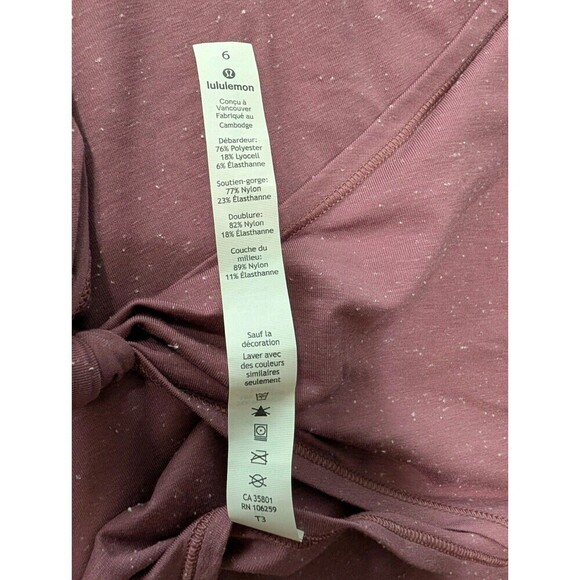 6
lululemon
Conçu à
Vancouver
Fabriqué au
Cambodge
Débardeur:
76% Polyester
18% Lyocell
6% Élasthanne
Soutien-gorge:
77% Nylon
23% Élasthanne
Doublure:
82% Nylon
18% Élasthanne
Couche du
milieu:
89% Nylon
11% Élasthanne
Sauf la
décoration
Laver avec
des couleurs
similaires
seulement
CA 35801
RN 106259
T3